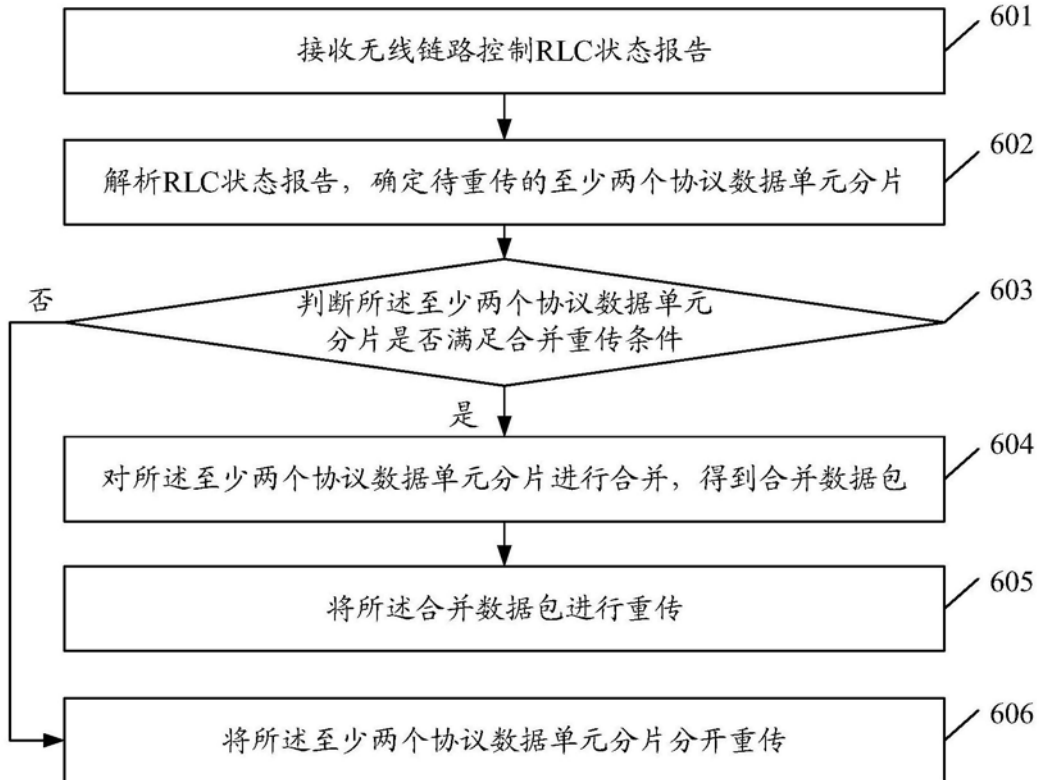 601
接收无线链路控制RLC状态报告
602
解析RLC状态报告，确定待重传的至少两个协议数据单元分片
603
否
判断所述至少两个协议数据单元
分片是否满足合并重传条件
是
604
对所述至少两个协议数据单元分片进行合并，得到合并数据包
605
将所述合并数据包进行重传
606
将所述至少两个协议数据单元分片分开重传